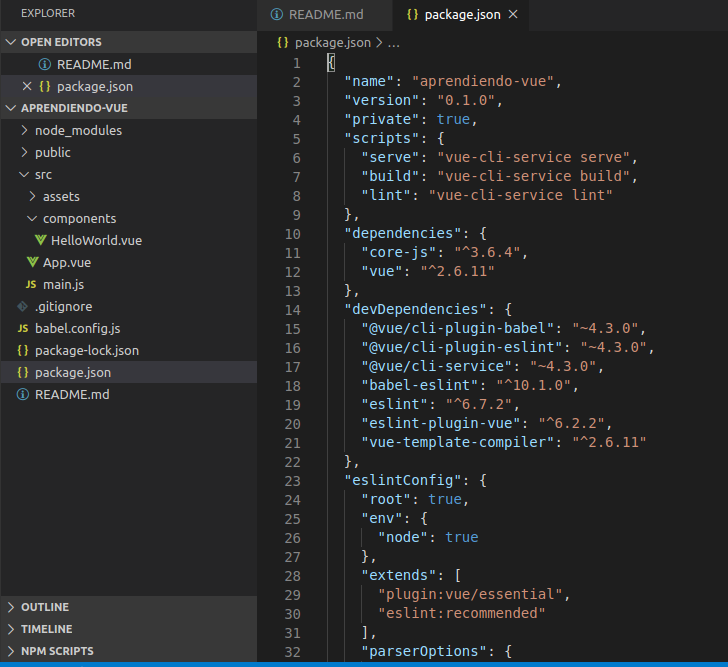 EXPLORER
OPEN EDITORS
README.md
package.json
APRENDIENDO-VUE
node_modules
public
src
assets
components
HelloWorld.vue
App.vue
JS main.js
.gitignore
JS babel.config.js
{} package-lock.json
{} package.json
README.md
OUTLINE
TIMELINE
NPM SCRIPTS
README.md
{} package.json
{} package.json > ...
1 {
2 "name": "aprendiendo-vue",
3 "version": "0.1.0",
4 "private": true,
5 "scripts": {
6 "serve": "vue-cli-service serve",
7 "build": "vue-cli-service build",
8 "lint": "vue-cli-service lint"
9 },
10 "dependencies": {
11 "core-js": "^3.6.4",
12 "vue": "^2.6.11"
13 },
14 "devDependencies": {
15 "@vue/cli-plugin-babel": "~4.3.0",
16 "@vue/cli-plugin-eslint": "~4.3.0",
17 "@vue/cli-service": "~4.3.0",
18 "babel-eslint": "^10.1.0",
19 "eslint": "^6.7.2",
20 "eslint-plugin-vue": "^6.2.2",
21 "vue-template-compiler": "^2.6.11"
22 },
23 "eslintConfig": {
24 "root": true,
25 "env": {
26 "node": true
27 },
28 "extends": [
29 "plugin:vue/essential",
30 "eslint:recommended"
31 ],
32 "parserOptions": {